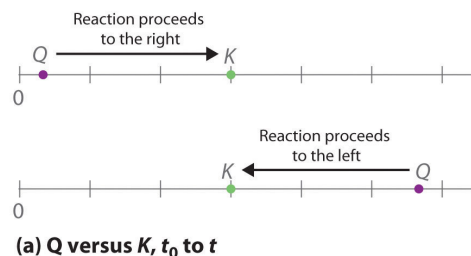 Reaction proceeds
to the right
Q K
0
Reaction proceeds
to the left
K Q
0
(a) Q versus K, t0 to t